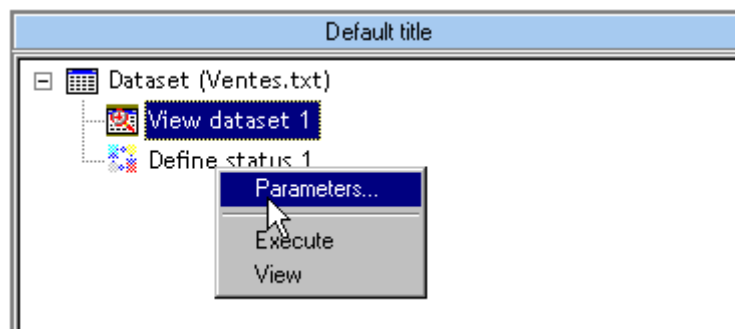 Default title
Dataset (Ventes.txt)
View dataset 1
Define status 1
Parameters...
Execute
View